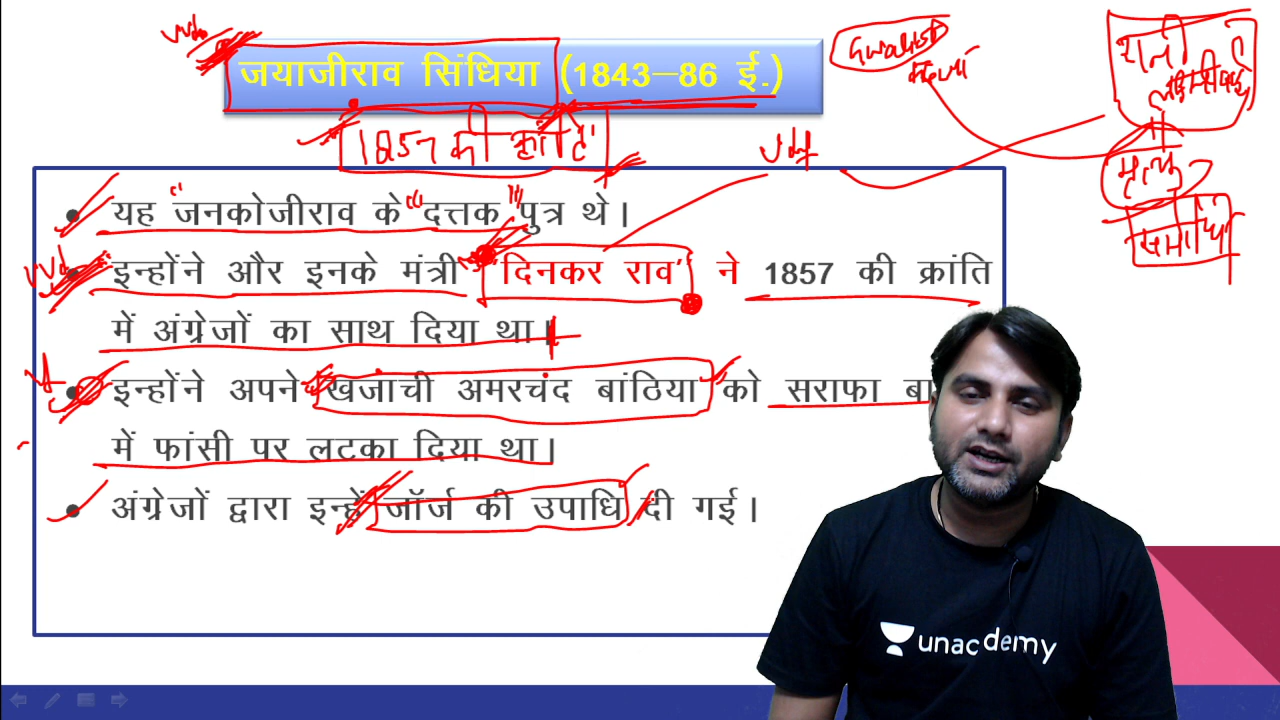 जयाजीराव सिंधिया (1843–86 ई.)
Gwalior
रानी
लक्ष्मीबाई
1857 की क्रांति
मृत्यु
समाधि
यह "जनकोजीराव के "दत्तक" पुत्र थे।
इन्होंने और इनके मंत्री "दिनकर राव" ने 1857 की क्रांति
में अंग्रेजों का साथ दिया था।
इन्होंने अपने खजांची अमरचंद बांठिया को सराफा बा
में फांसी पर लटका दिया था।
अंग्रेजों द्वारा इन्हें जॉर्ज की उपाधि दी गई।
unacademy